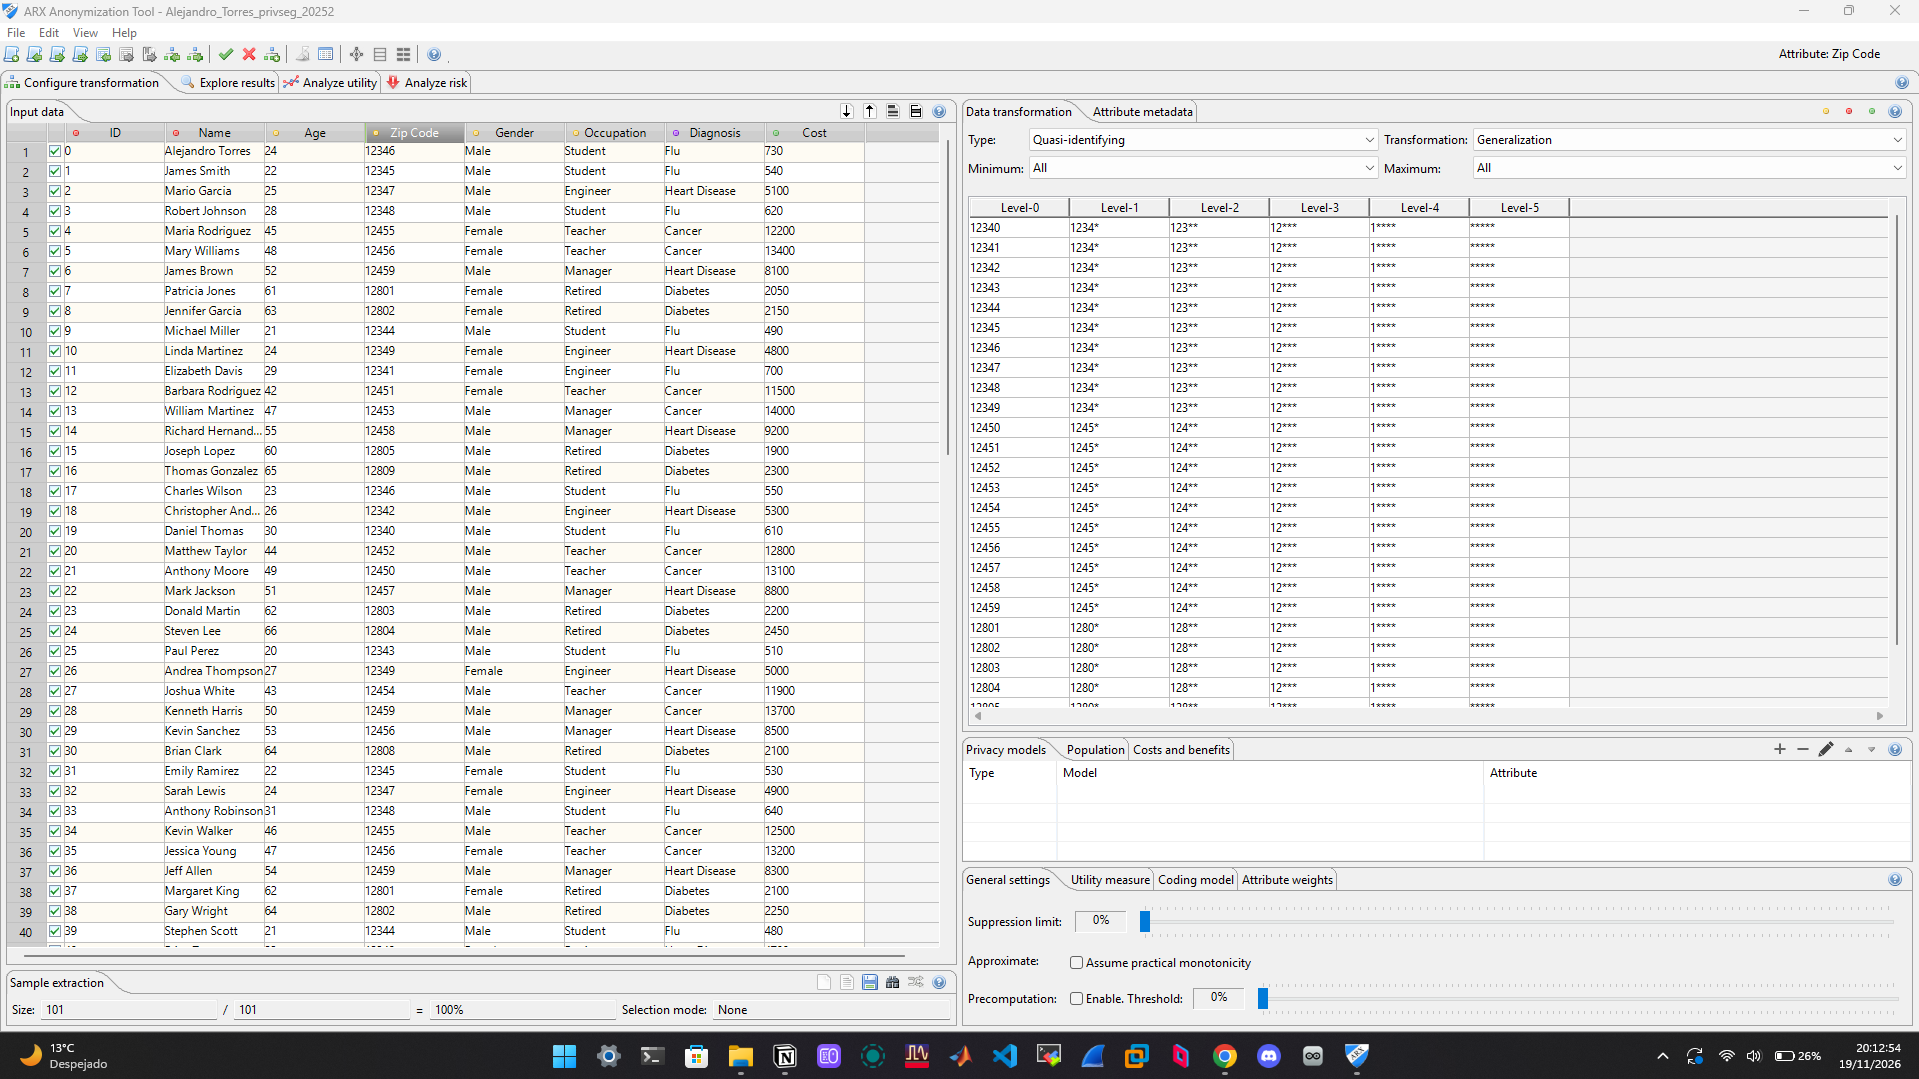 ARX Anonymization Tool - Alejandro_Torres_privseg_20252
File Edit View Help
Attribute: Zip Code
Configure transformation Explore results Analyze utility Analyze risk
Input data
ID Name Age Zip Code Gender Occupation Diagnosis Cost
1 0 Alejandro Torres 24 12346 Male Student Flu 730
2 1 James Smith 22 12345 Male Student Flu 540
3 2 Mario Garcia 25 12347 Male Engineer Heart Disease 5100
4 3 Robert Johnson 28 12348 Male Student Flu 620
5 4 Maria Rodriguez 45 12455 Female Teacher Cancer 12200
6 5 Mary Williams 48 12456 Female Teacher Cancer 13400
7 6 James Brown 52 12459 Male Manager Heart Disease 8100
8 7 Patricia Jones 61 12801 Female Retired Diabetes 2050
9 8 Jennifer Garcia 63 12802 Female Retired Diabetes 2150
10 9 Michael Miller 21 12344 Male Student Flu 490
11 10 Linda Martinez 24 12349 Female Engineer Heart Disease 4800
12 11 Elizabeth Davis 29 12341 Female Engineer Flu 700
13 12 Barbara Rodriguez 42 12451 Female Teacher Cancer 11500
14 13 William Martinez 47 12453 Male Manager Cancer 14000
15 14 Richard Hernand... 55 12458 Male Manager Heart Disease 9200
16 15 Joseph Lopez 60 12805 Male Retired Diabetes 1900
17 16 Thomas Gonzalez 65 12809 Male Retired Diabetes 2300
18 17 Charles Wilson 23 12346 Male Student Flu 550
19 18 Christopher And... 26 12342 Male Engineer Heart Disease 5300
20 19 Daniel Thomas 30 12340 Male Student Flu 610
21 20 Matthew Taylor 44 12452 Male Teacher Cancer 12800
22 21 Anthony Moore 49 12450 Male Teacher Cancer 13100
23 22 Mark Jackson 51 12457 Male Manager Heart Disease 8800
24 23 Donald Martin 62 12803 Male Retired Diabetes 2200
25 24 Steven Lee 66 12804 Male Retired Diabetes 2450
26 25 Paul Perez 20 12343 Male Student Flu 510
27 26 Andrea Thompson 27 12349 Female Engineer Heart Disease 5000
28 27 Joshua White 43 12454 Male Teacher Cancer 11900
29 28 Kenneth Harris 50 12459 Male Manager Cancer 13700
30 29 Kevin Sanchez 53 12456 Male Manager Heart Disease 8500
31 30 Brian Clark 64 12808 Male Retired Diabetes 2100
32 31 Emily Ramirez 22 12345 Female Student Flu 530
33 32 Sarah Lewis 24 12347 Female Engineer Heart Disease 4900
34 33 Anthony Robinson 31 12348 Male Student Flu 640
35 34 Kevin Walker 46 12455 Male Teacher Cancer 12500
36 35 Jessica Young 47 12456 Female Teacher Cancer 13200
37 36 Jeff Allen 54 12459 Male Manager Heart Disease 8300
38 37 Margaret King 62 12801 Female Retired Diabetes 2100
39 38 Gary Wright 64 12802 Male Retired Diabetes 2250
40 39 Stephen Scott 21 12344 Male Student Flu 480
Sample extraction
Size: 101 / 101 = 100% Selection mode: None
Data transformation Attribute metadata
Type: Quasi-identifying Transformation: Generalization
Minimum: All Maximum: All
Level-0 Level-1 Level-2 Level-3 Level-4 Level-5
12340 1234* 123** 12*** 1**** *****
12341 1234* 123** 12*** 1**** *****
12342 1234* 123** 12*** 1**** *****
12343 1234* 123** 12*** 1**** *****
12344 1234* 123** 12*** 1**** *****
12345 1234* 123** 12*** 1**** *****
12346 1234* 123** 12*** 1**** *****
12347 1234* 123** 12*** 1**** *****
12348 1234* 123** 12*** 1**** *****
12349 1234* 123** 12*** 1**** *****
12450 1245* 124** 12*** 1**** *****
12451 1245* 124** 12*** 1**** *****
12452 1245* 124** 12*** 1**** *****
12453 1245* 124** 12*** 1**** *****
12454 1245* 124** 12*** 1**** *****
12455 1245* 124** 12*** 1**** *****
12456 1245* 124** 12*** 1**** *****
12457 1245* 124** 12*** 1**** *****
12458 1245* 124** 12*** 1**** *****
12459 1245* 124** 12*** 1**** *****
12801 1280* 128** 12*** 1**** *****
12802 1280* 128** 12*** 1**** *****
12803 1280* 128** 12*** 1**** *****
12804 1280* 128** 12*** 1**** *****
12805 1280* 128** 12*** 1**** *****
Privacy models Population Costs and benefits
Type Model Attribute
General settings Utility measure Coding model Attribute weights
Suppression limit: 0%
Approximate: Assume practical monotonicity
Precomputation: Enable. Threshold: 0%
13°C
Despejado
26%
20:12:54
19/11/2026